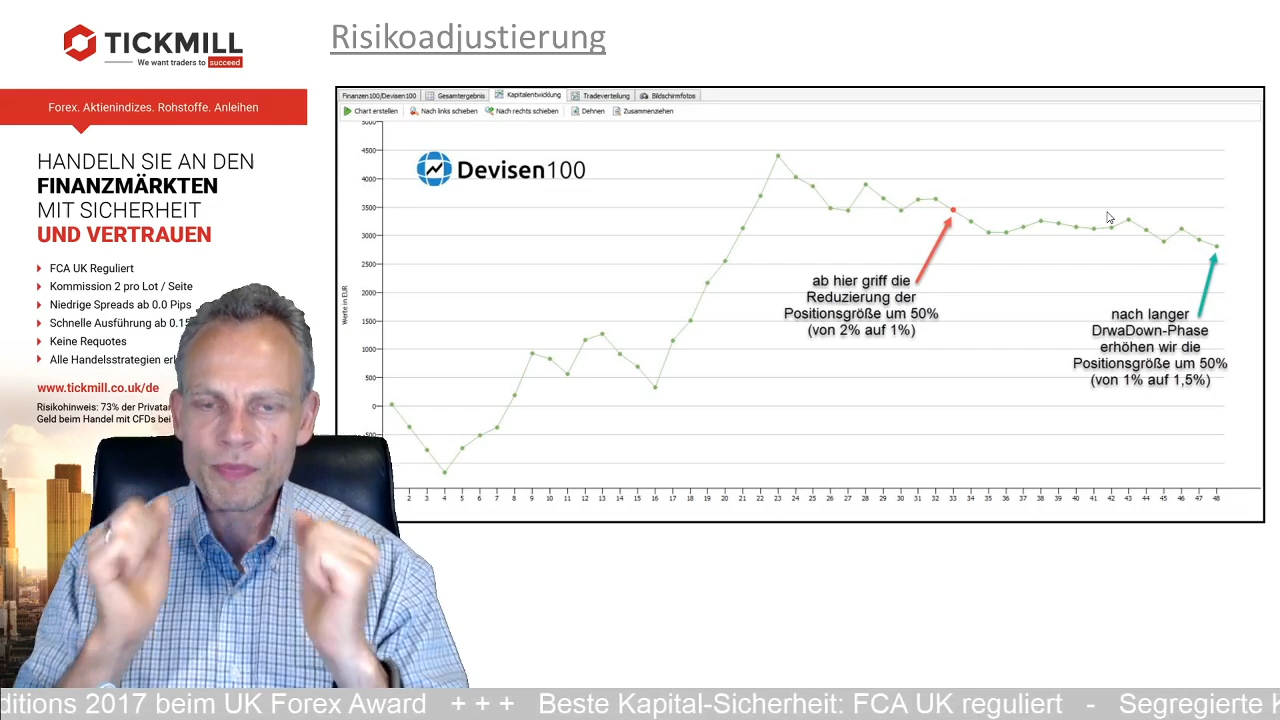 TICKMILL
We want traders to succeed
Forex. Aktienindizes. Rohstoffe. Anleihen
HANDELN SIE AN DEN
FINANZMÄRKTEN
MIT SICHERHEIT
UND VERTRAUEN
FCA UK Reguliert
Kommission 2 pro Lot / Seite
Niedrige Spreads ab 0.0 Pips
Schnelle Ausführung ab 0.15
Keine Requotes
Alle Handelsstrategien
www.tickmill.co.uk/de
Risikohinweis: 73% der
Geld beim Handel mit CFDs bei
Risikoadjustierung
Finanzen100/Devisen100 Gesamtergebnis Kapitalentwicklung Tradeverteilung Bildschirmfotos
Chart erstellen Nach links schieben Nach rechts schieben Dehnen Zusammenziehen
Devisen100
Werte in EUR
5000
4500
4000
3500
3000
2500
2000
1500
1000
500
0
2 3 4 5 6 7 8 9 10 11 12 13 14 15 16 17 18 19 20 21 22 23 24 25 26 27 28 29 30 31 32 33 34 35 36 37 38 39 40 41 42 43 44 45 46 47 48
ab hier griff die
Reduzierung der
Positionsgröße um 50%
(von 2% auf 1%)
nach langer
DrwaDown-Phase
erhöhen wir die
Positionsgröße um 50%
(von 1% auf 1,5%)
ditions 2017 beim UK Forex Award + + + Beste Kapital-Sicherheit: FCA UK reguliert - Segregierte